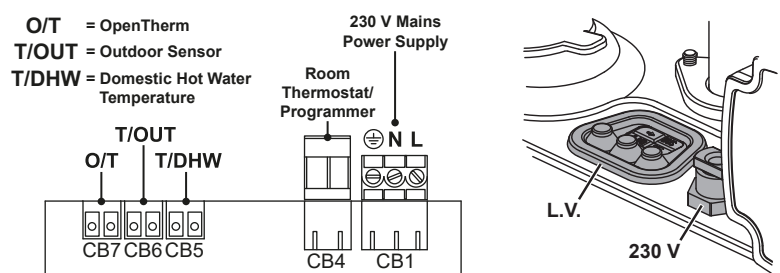 O/T = OpenTherm
T/OUT = Outdoor Sensor
T/DHW = Domestic Hot Water
Temperature
230 V Mains
Power Supply
Room
Thermostat/
Programmer
T/OUT
O/T T/DHW
N L
CB7 CB6 CB5
CB4 CB1
L.V.
230 V